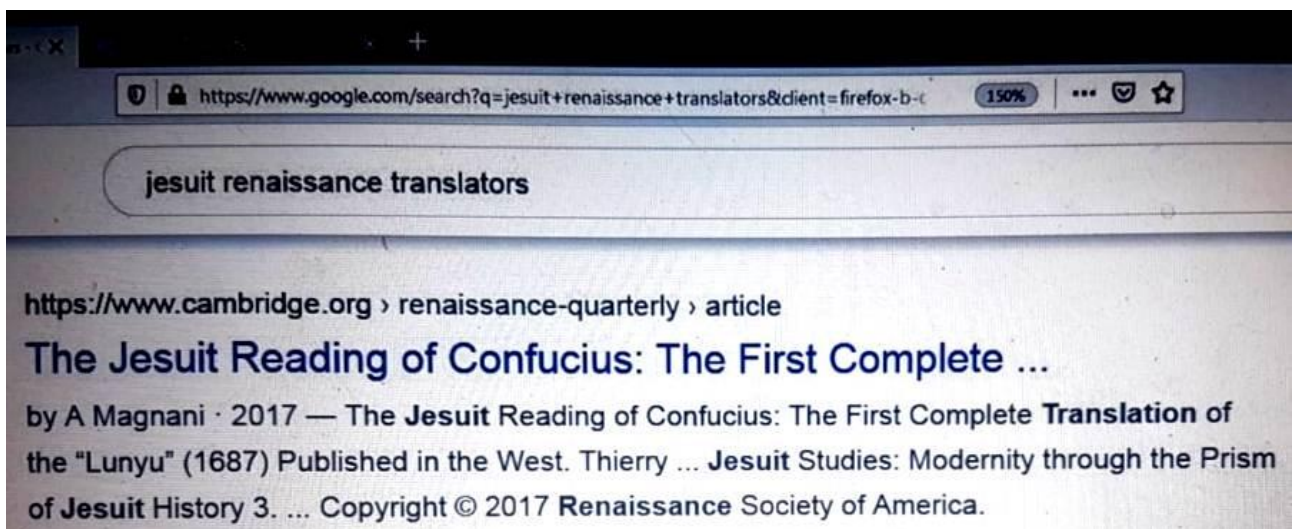 https://www.google.com/search?q=jesuit+renaissance+translators&client=firefox-b- 150%
jesuit renaissance translators
https://www.cambridge.org › renaissance-quarterly › article
The Jesuit Reading of Confucius: The First Complete ...
by A Magnani · 2017 — The Jesuit Reading of Confucius: The First Complete Translation of
the “Lunyu” (1687) Published in the West. Thierry ... Jesuit Studies: Modernity through the Prism
of Jesuit History 3. ... Copyright © 2017 Renaissance Society of America.